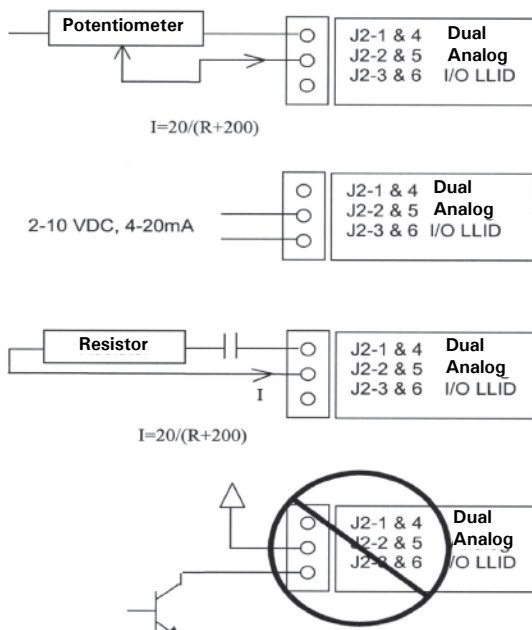 Potentiometer
J2-1 & 4 Dual
J2-2 & 5 Analog
J2-3 & 6 I/O LLID
I=20/(R+200)
J2-1 & 4 Dual
J2-2 & 5 Analog
J2-3 & 6 I/O LLID
2-10 VDC, 4-20mA
Resistor
J2-1 & 4 Dual
J2-2 & 5 Analog
J2-3 & 6 I/O LLID
I
I=20/(R+200)
J2-1 & 4 Dual
J2-2 & 5 Analog
J2-3 & 6 I/O LLID